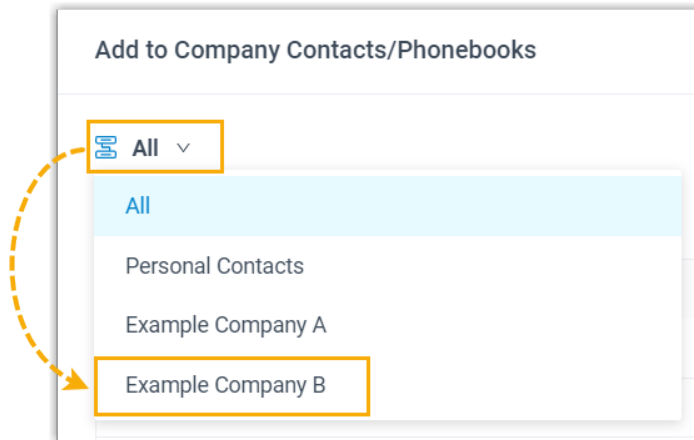 Add to Company Contacts/Phonebooks
All
All
Personal Contacts
Example Company A
Example Company B